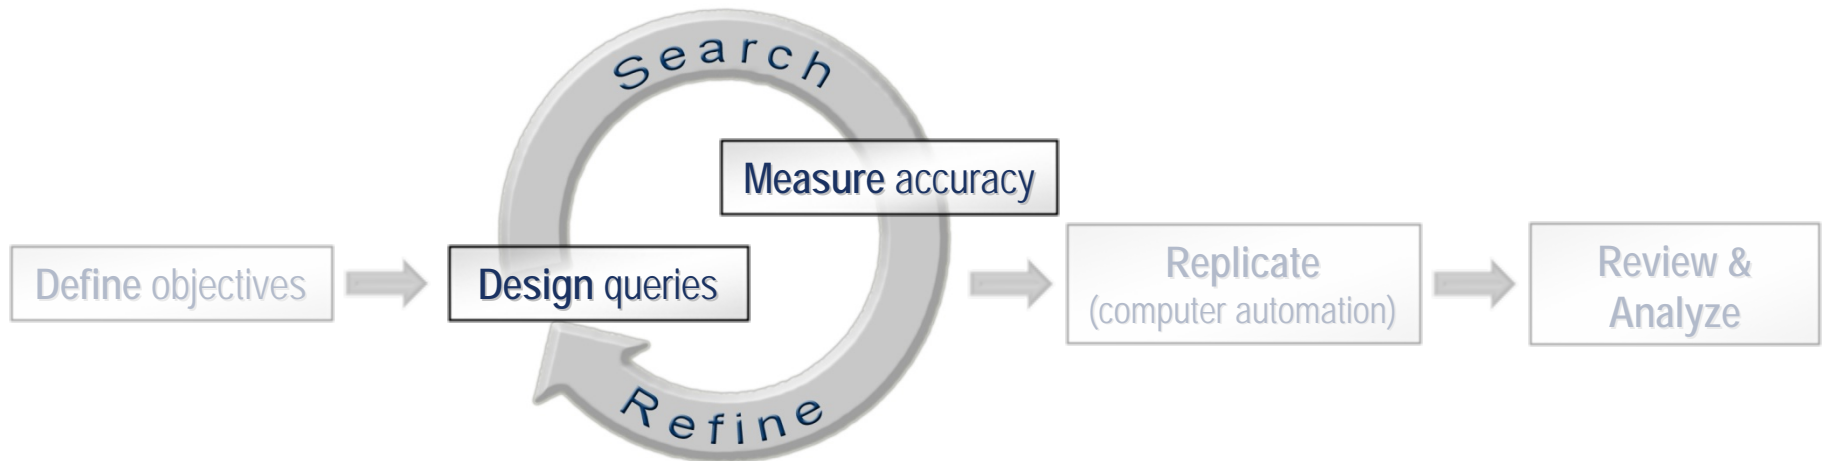 Search
Measure accuracy
Define objectives
Design queries
Replicate
(computer automation)
Review &
Analyze
Refine